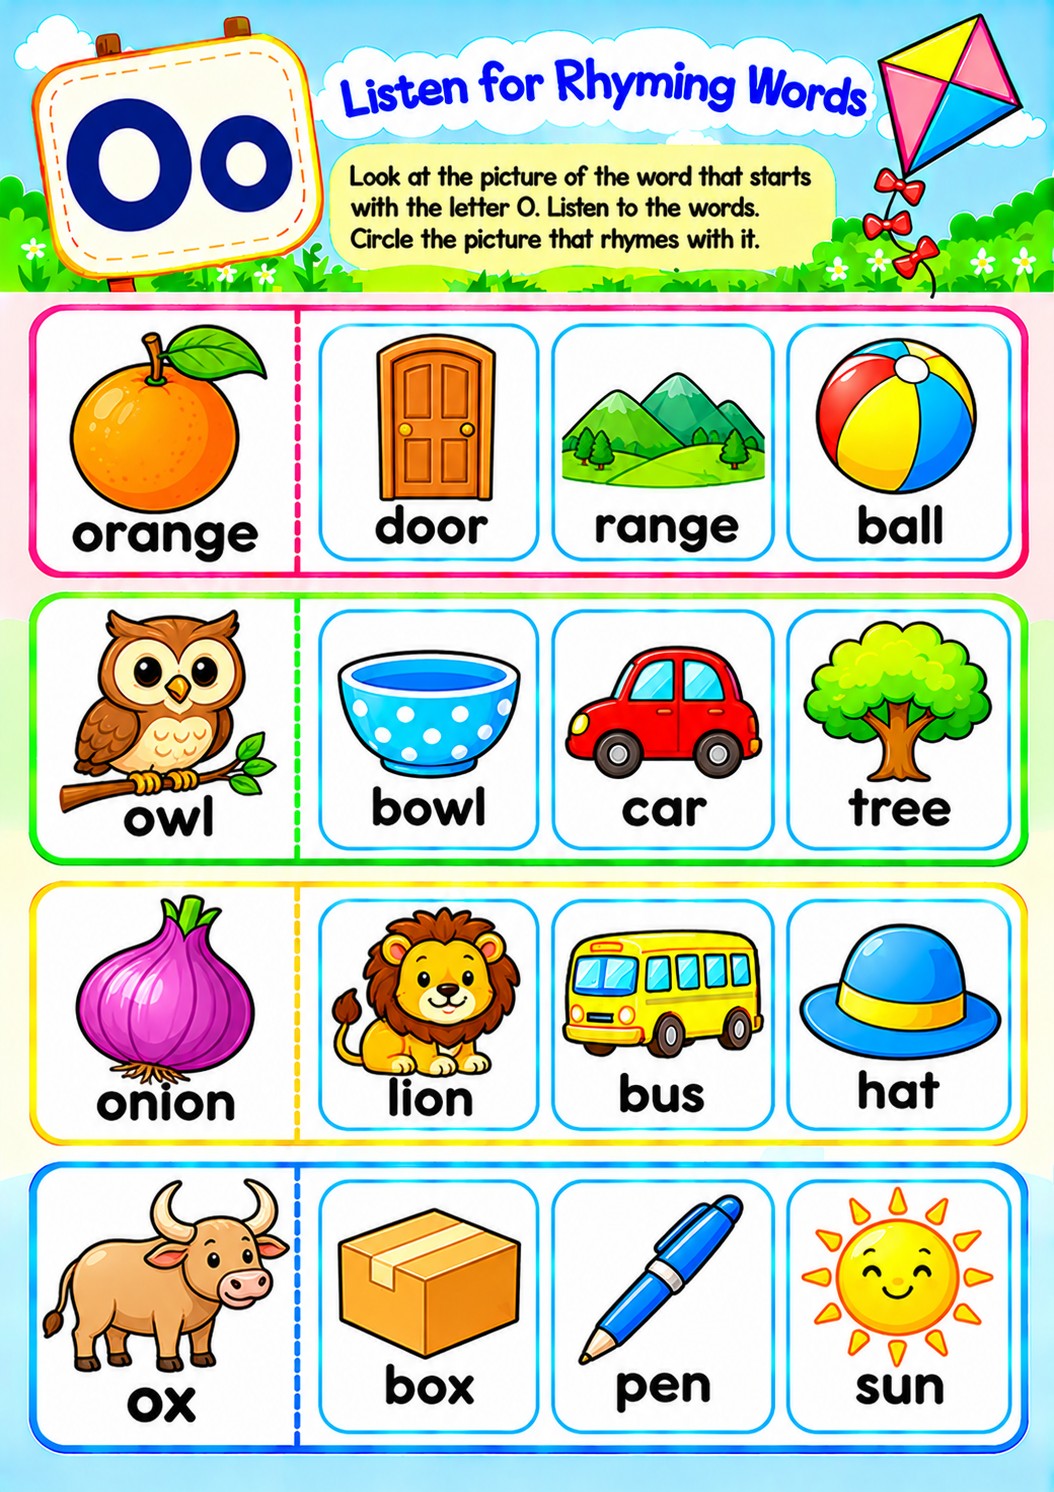 Oo
Listen for Rhyming Words
Look at the picture of the word that starts
with the letter O. Listen to the words.
Circle the picture that rhymes with it.
orange
door
range
ball
owl
bowl
car
tree
onion
lion
bus
hat
ox
box
pen
sun